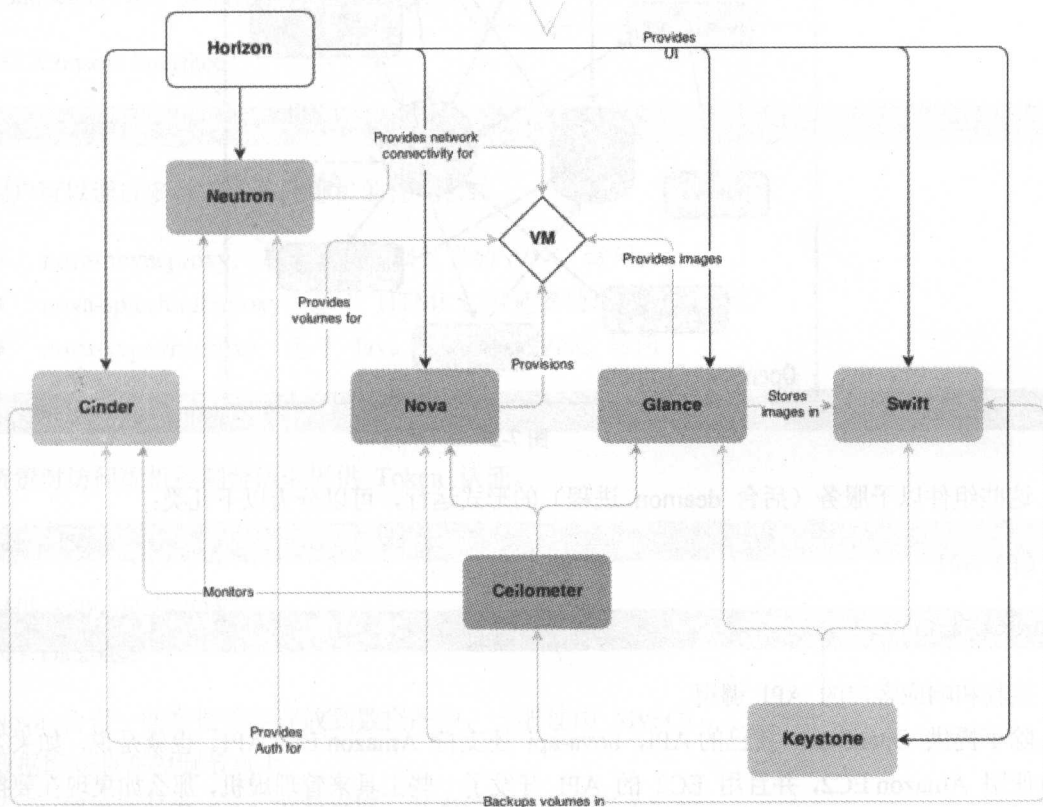 Horizon
Provides
UI
Provides network
connectivity for
Neutron
VM
Provides images
Provides
volumes for
Provisions
Cinder
Nova
Glance
Stores
images in
Swift
Monitors
Ceilometer
Provides
Auth for
Keystone
Backups volumes in